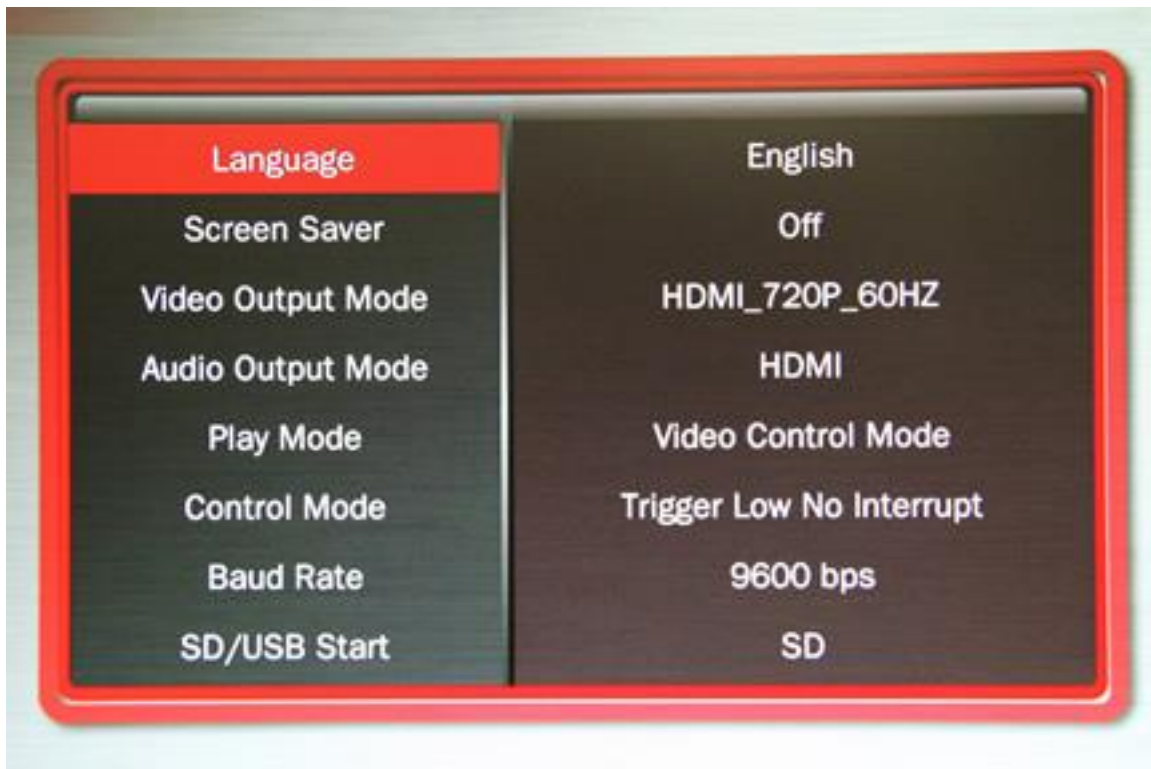 Language English
Screen Saver Off
Video Output Mode HDMI_720P_60HZ
Audio Output Mode HDMI
Play Mode Video Control Mode
Control Mode Trigger Low No Interrupt
Baud Rate 9600 bps
SD/USB Start SD